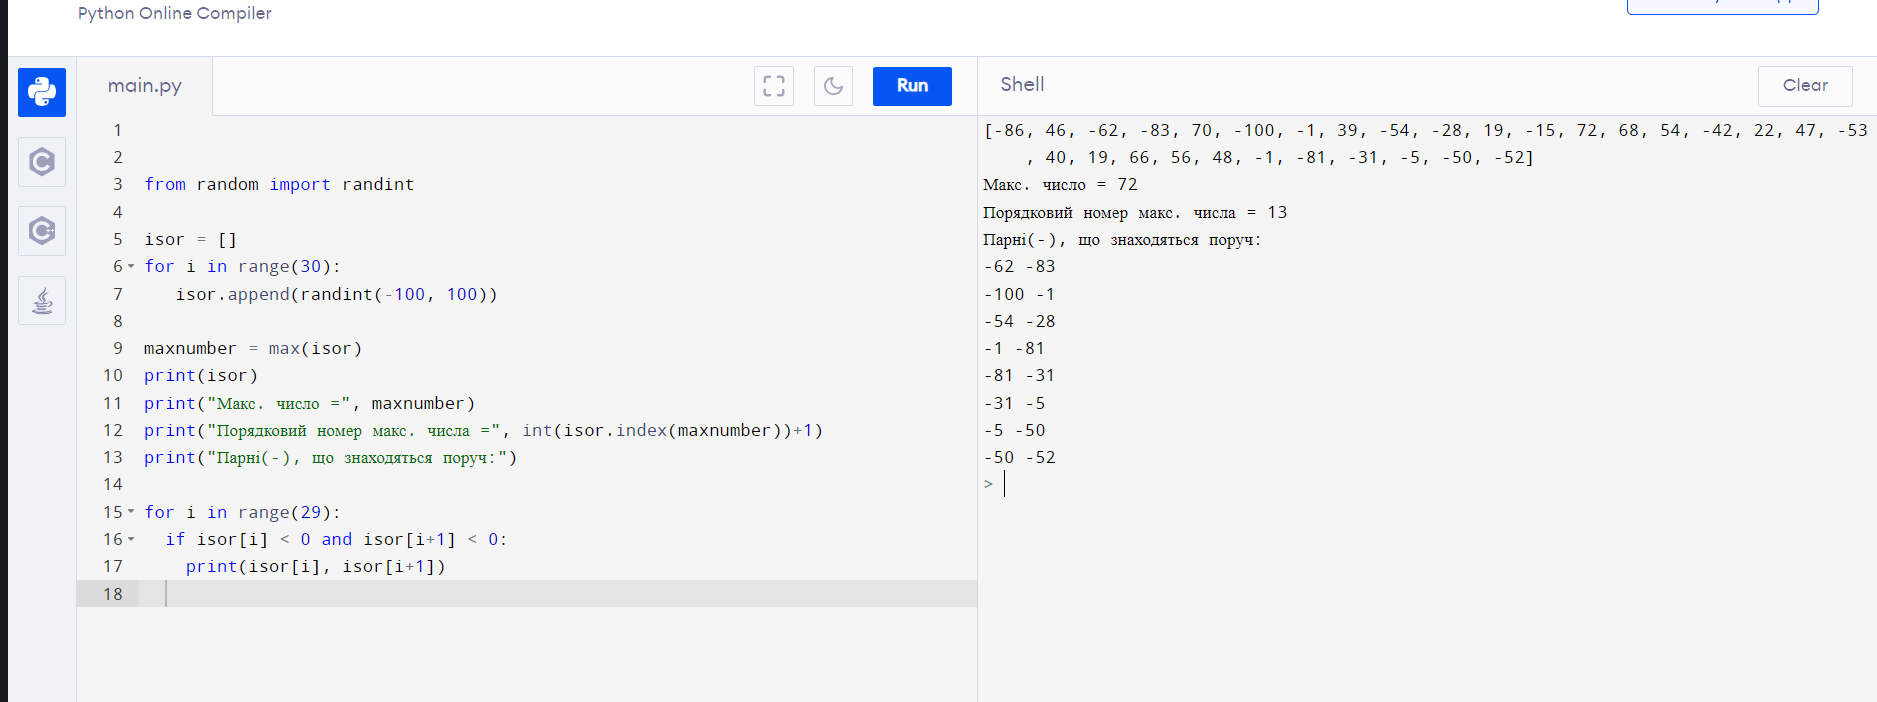 Python Online Compiler
main.py
Run
1
2
3 from random import randint
4
5 isor = []
6 for i in range(30):
7 isor.append(randint(-100, 100))
8
9 maxnumber = max(isor)
10 print(isor)
11 print("Макс. число =", maxnumber)
12 print("Порядковий номер макс. числа =", int(isor.index(maxnumber))+1)
13 print("Парні(-), що знаходяться поруч:")
14
15 for i in range(29):
16 if isor[i] < 0 and isor[i+1] < 0:
17 print(isor[i], isor[i+1])
18
Shell
Clear
[-86, 46, -62, -83, 70, -100, -1, 39, -54, -28, 19, -15, 72, 68, 54, -42, 22, 47, -53
, 40, 19, 66, 56, 48, -1, -81, -31, -5, -50, -52]
Макс. число = 72
Порядковий номер макс. числа = 13
Парні(-), що знаходяться поруч:
-62 -83
-100 -1
-54 -28
-1 -81
-81 -31
-31 -5
-5 -50
-50 -52
>